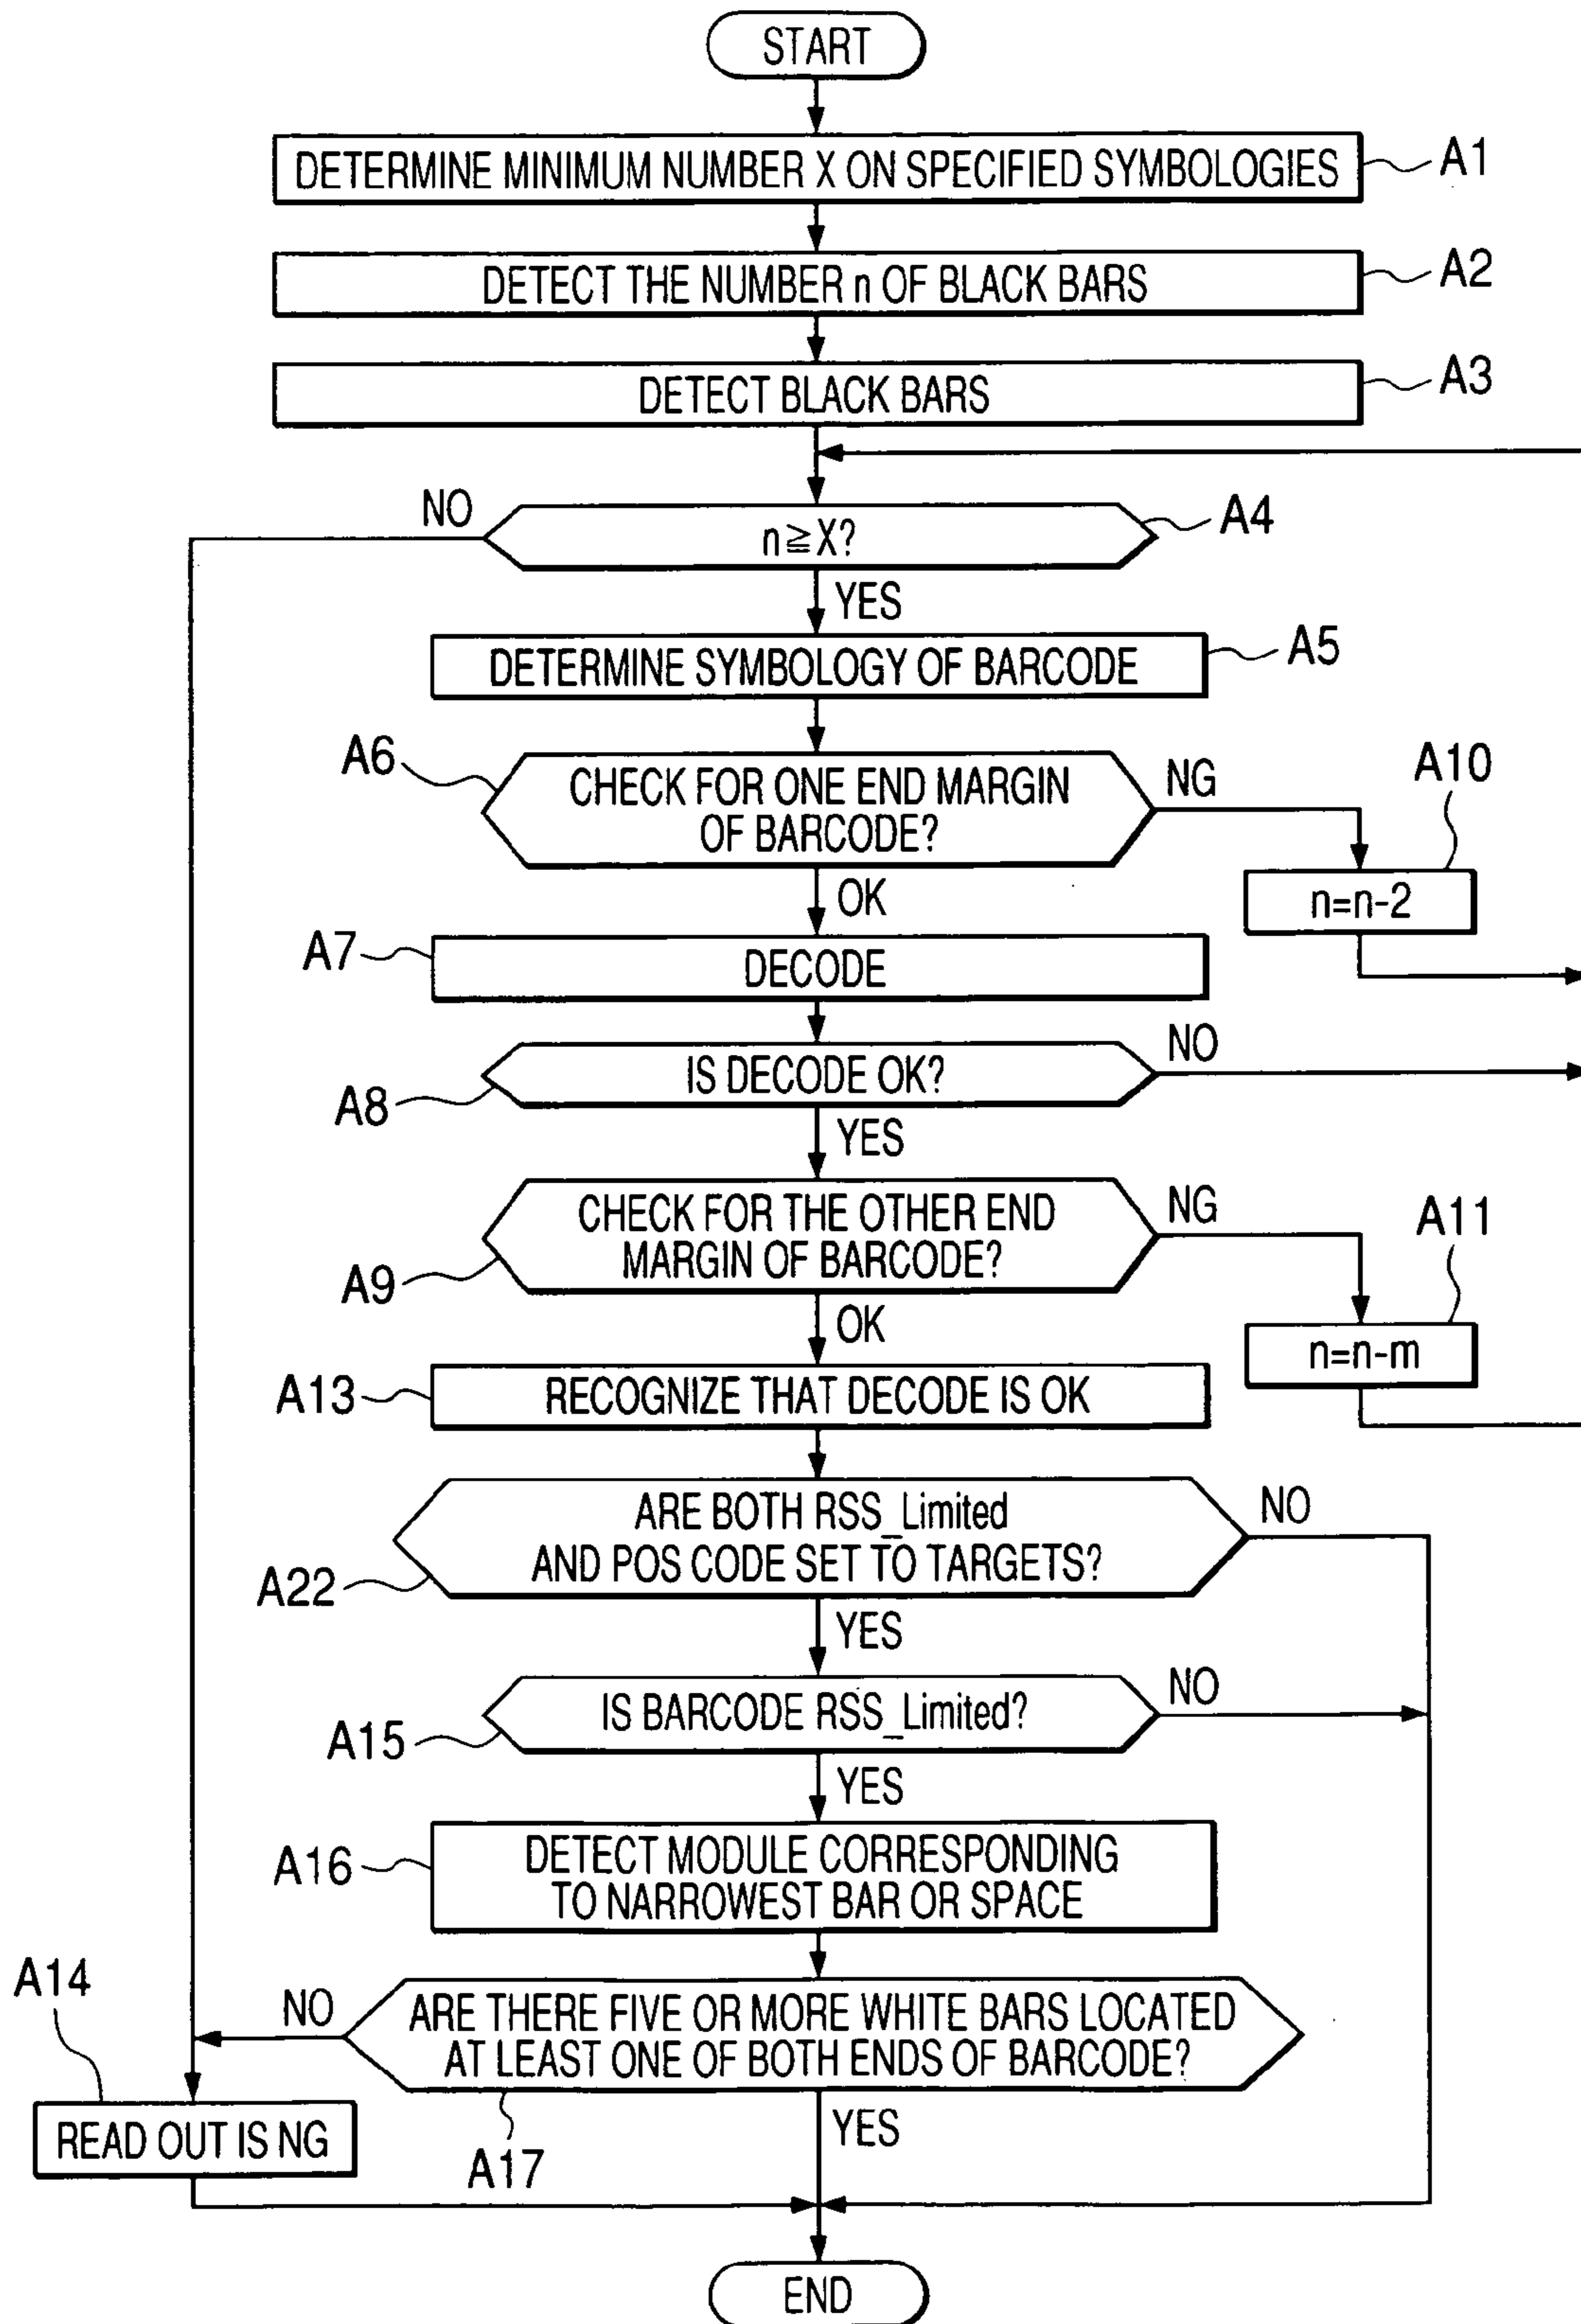 START
DETERMINE MINIMUM NUMBER X ON SPECIFIED SYMBOLOGIES
A1
DETECT THE NUMBER n OF BLACK BARS
A2
DETECT BLACK BARS
A3
NO
n≧X?
A4
YES
DETERMINE SYMBOLOGY OF BARCODE
A5
A6
CHECK FOR ONE END MARGIN
OF BARCODE?
NG
A10
n=n-2
OK
A7
DECODE
IS DECODE OK?
NO
A8
YES
CHECK FOR THE OTHER END
MARGIN OF BARCODE?
NG
A11
A9
n=n-m
OK
A13
RECOGNIZE THAT DECODE IS OK
ARE BOTH RSS_Limited
AND POS CODE SET TO TARGETS?
NO
A22
YES
IS BARCODE RSS_Limited?
NO
A15
YES
A16
DETECT MODULE CORRESPONDING
TO NARROWEST BAR OR SPACE
A14
NO
ARE THERE FIVE OR MORE WHITE BARS LOCATED
AT LEAST ONE OF BOTH ENDS OF BARCODE?
READ OUT IS NG
A17
YES
END